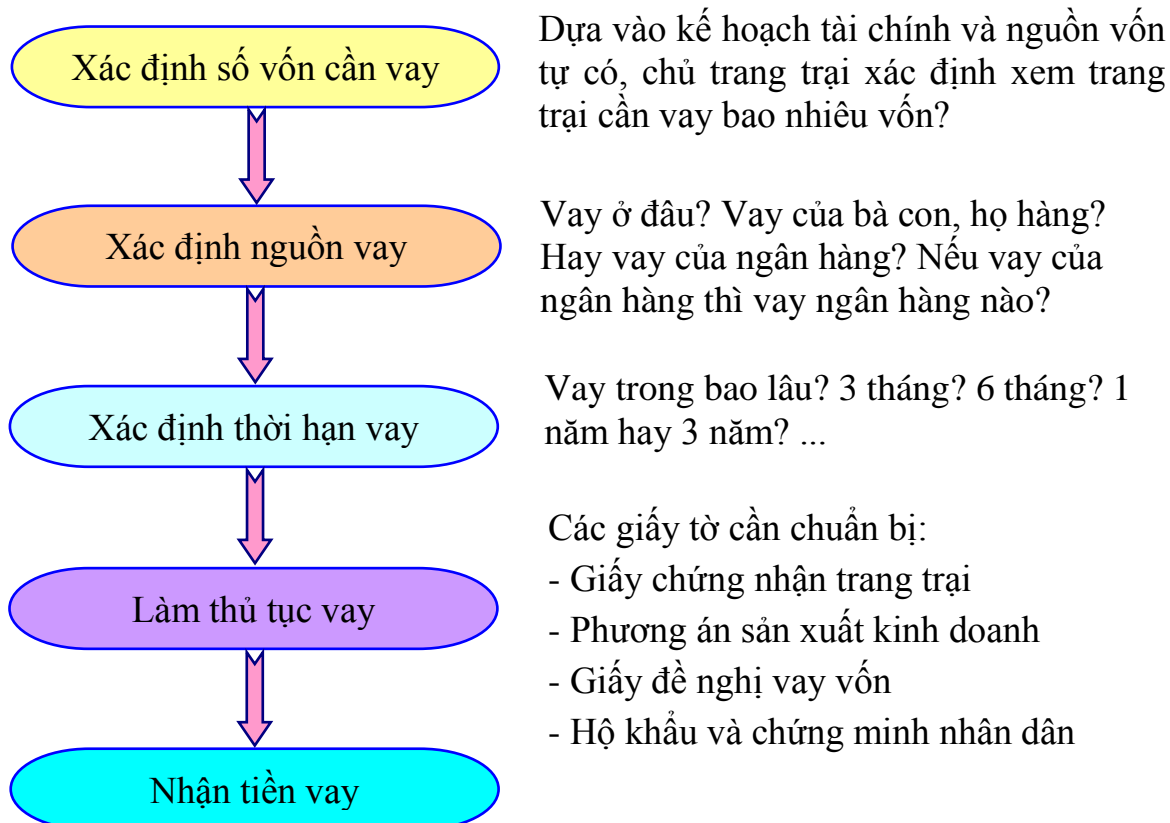 Xác định số vốn cần vay
Dựa vào kế hoạch tài chính và nguồn vốn
tự có, chủ trang trại xác định xem trang
trại cần vay bao nhiêu vốn?
Xác định nguồn vay
Vay ở đâu? Vay của bà con, họ hàng?
Hay vay của ngân hàng? Nếu vay của
ngân hàng thì vay ngân hàng nào?
Xác định thời hạn vay
Vay trong bao lâu? 3 tháng? 6 tháng? 1
năm hay 3 năm? ...
Làm thủ tục vay
Các giấy tờ cần chuẩn bị:
- Giấy chứng nhận trang trại
- Phương án sản xuất kinh doanh
- Giấy đề nghị vay vốn
- Hộ khẩu và chứng minh nhân dân
Nhận tiền vay